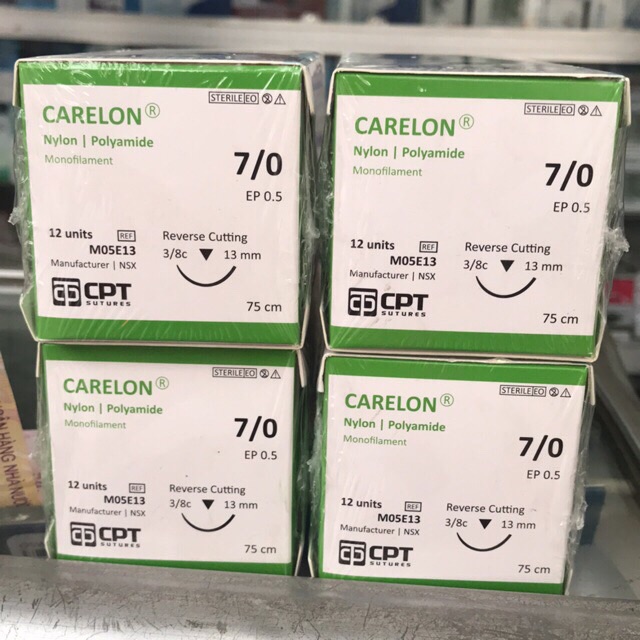 CARELON®
STERILE EO
Nylon | Polyamide
Monofilament
7/0
EP 0.5
12 units REF
M05E13
Manufacturer | NSX
CPT
SUTURES
Reverse Cutting
3/8c 13 mm
75 cm
CARELON®
STERILE EO
Nylon | Polyamide
Monofilament
7/0
EP 0.5
12 units REF
M05E13
Manufacturer | NSX
CPT
SUTURES
Reverse Cutting
3/8c 13 mm
75 cm
CARELON®
STERILE EO
Nylon | Polyamide
Monofilament
7/0
EP 0.5
12 units REF
M05E13
Manufacturer | NSX
CPT
SUTURES
Reverse Cutting
3/8c 13 mm
75 cm
CARELON®
STERILE EO
Nylon | Polyamide
Monofilament
7/0
EP 0.5
12 units REF
M05E13
Manufacturer | NSX
CPT
SUTURES
Reverse Cutting
3/8c 13 mm
75 cm